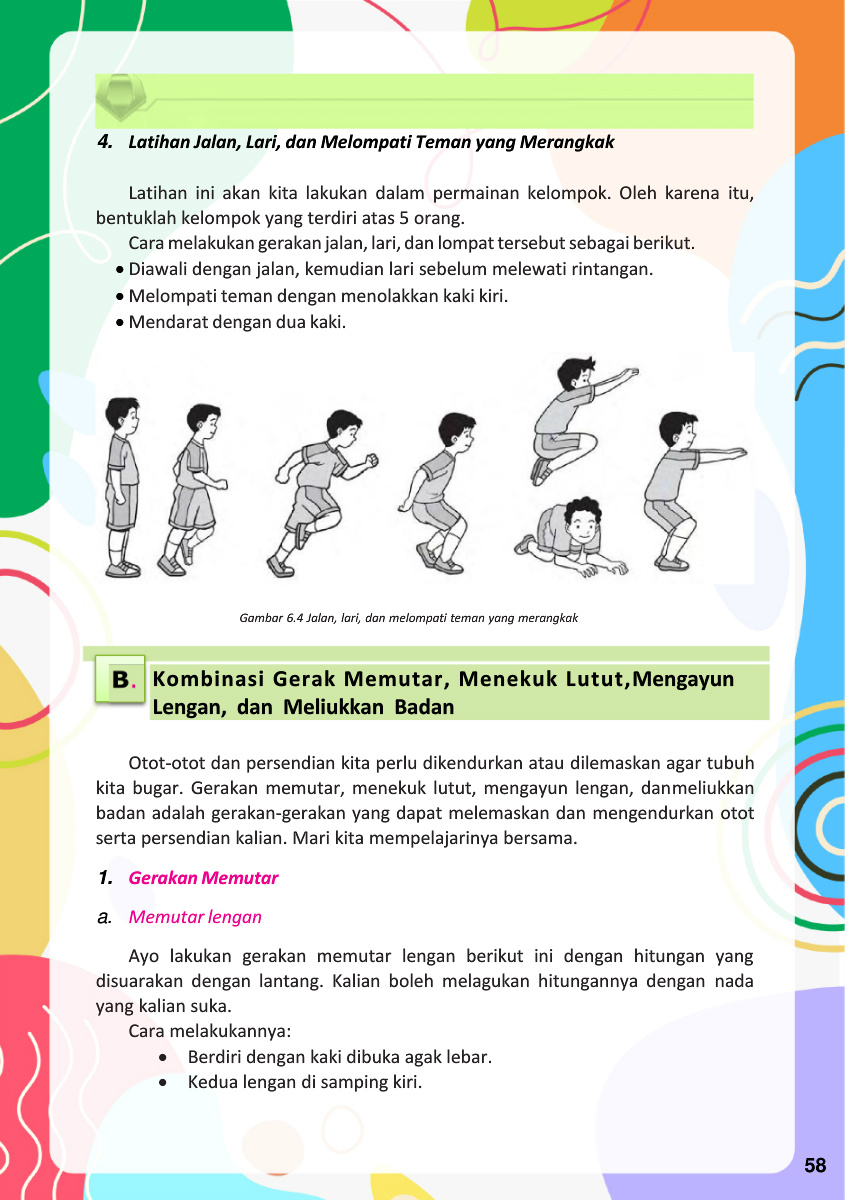 4. Latihan Jalan, Lari, dan Melompati Teman yang Merangkak
Latihan ini akan kita lakukan dalam permainan kelompok. Oleh karena itu,
bentuklah kelompok yang terdiri atas 5 orang.
Cara melakukan gerakan jalan, lari, dan lompat tersebut sebagai berikut.
• Diawali dengan jalan, kemudian lari sebelum melewati rintangan.
• Melompati teman dengan menolakkan kaki kiri.
• Mendarat dengan dua kaki.
Gambar 6.4 Jalan, lari, dan melompati teman yang merangkak
B. Kombinasi Gerak Memutar, Menekuk Lutut,Mengayun
Lengan, dan Meliukkan Badan
Otot-otot dan persendian kita perlu dikendurkan atau dilemaskan agar tubuh
kita bugar. Gerakan memutar, menekuk lutut, mengayun lengan, danmeliukkan
badan adalah gerakan-gerakan yang dapat melemaskan dan mengendurkan otot
serta persendian kalian. Mari kita mempelajarinya bersama.
1. Gerakan Memutar
a. Memutar lengan
Ayo lakukan gerakan memutar lengan berikut ini dengan hitungan yang
disuarakan dengan lantang. Kalian boleh melagukan hitungannya dengan nada
yang kalian suka.
Cara melakukannya:
• Berdiri dengan kaki dibuka agak lebar.
• Kedua lengan di samping kiri.
58